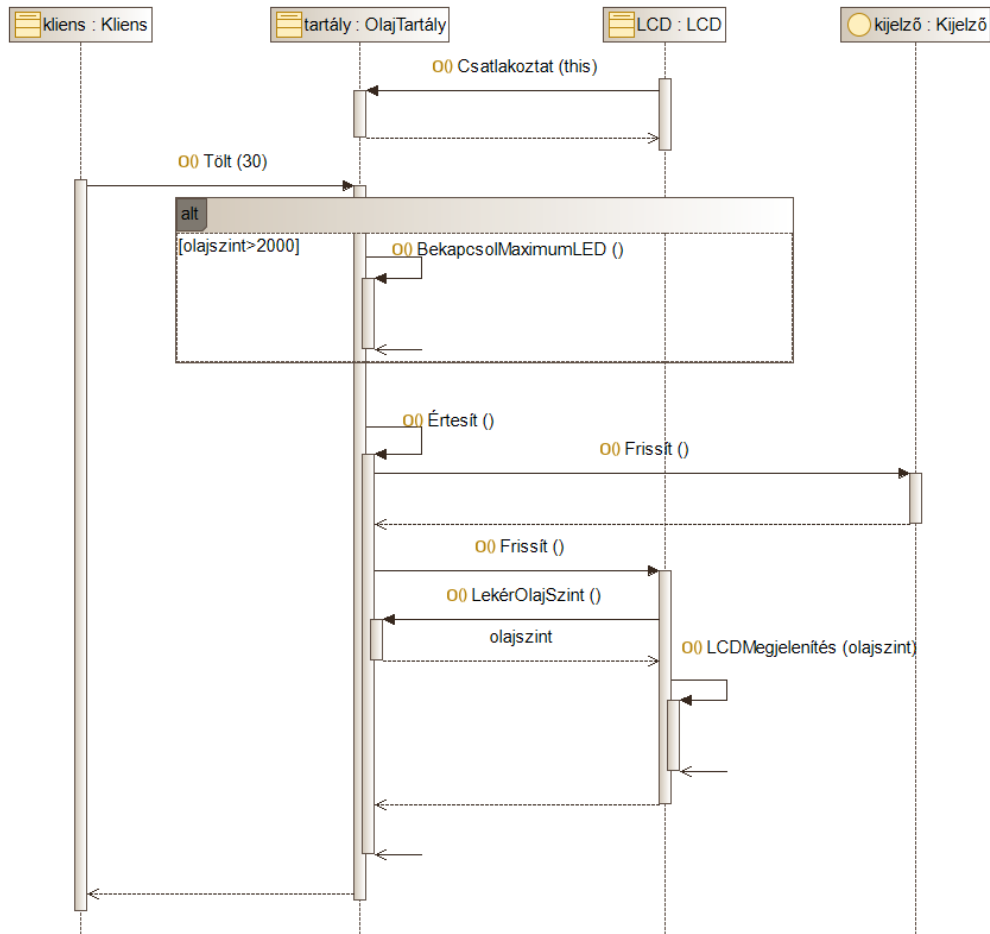 kliens : Kliens
tartály : OlajTartály
LCD : LCD
kijelző : Kijelző
O() Csatlakoztat (this)
O() Tölt (30)
alt
[olajszint>2000]
O() BekapcsolMaximumLED ()
O() Értesít ()
O() Frissít ()
O() Frissít ()
O() LekérOlajSzint ()
olajszint
O() LCDMegjelenítés (olajszint)